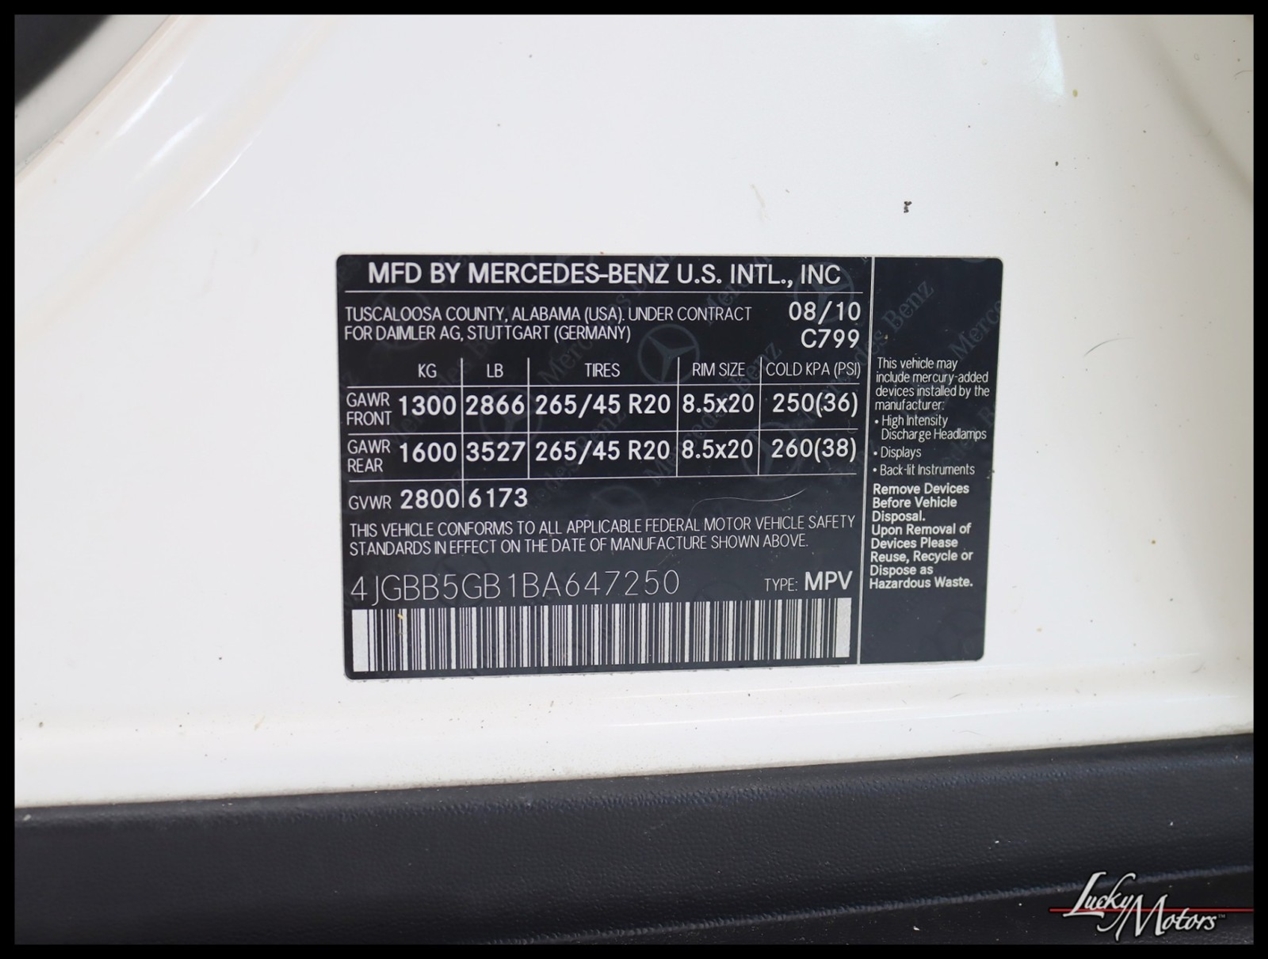 MFD BY MERCEDES-BENZ U.S. INTL., INC
TUSCALOOSA COUNTY, ALABAMA (USA). UNDER CONTRACT 08/10
FOR DAIMLER AG, STUTTGART (GERMANY) C799
KG LB TIRES RIM SIZE COLD KPA (PSI)
GAWR FRONT 1300 2866 265/45 R20 8.5x20 250(36)
GAWR REAR 1600 3527 265/45 R20 8.5x20 260(38)
GVWR 2800 6173
THIS VEHICLE CONFORMS TO ALL APPLICABLE FEDERAL MOTOR VEHICLE SAFETY
STANDARDS IN EFFECT ON THE DATE OF MANUFACTURE SHOWN ABOVE.
4JGBB5GB1BA647250 TYPE: MPV
This vehicle may
include mercury-added
devices installed by the
manufacturer:
• High Intensity
Discharge Headlamps
• Displays
• Back-lit Instruments
Remove Devices
Before Vehicle
Disposal.
Upon Removal of
Devices Please
Reuse, Recycle or
Dispose as
Hazardous Waste.
Lucky Motors™